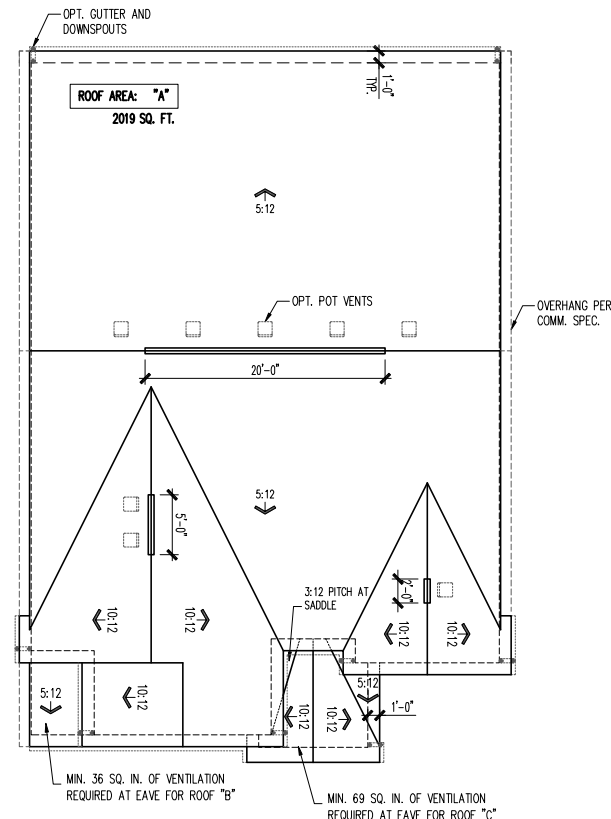 OPT. GUTTER AND
DOWNSPOUTS
ROOF AREA: "A"
2019 SQ. FT.
1'-0"
TYP.
5:12
OPT. POT VENTS
OVERHANG PER
COMM. SPEC.
20'-0"
5:12
5'-0"
3:12 PITCH AT
SADDLE
2'-0"
10:12
10:12
10:12
10:12
5:12
10:12
5:12
10:12
10:12
1'-0"
MIN. 36 SQ. IN. OF VENTILATION
REQUIRED AT EAVE FOR ROOF "B"
MIN. 69 SQ. IN. OF VENTILATION
REQUIRED AT EAVE FOR ROOF "C"